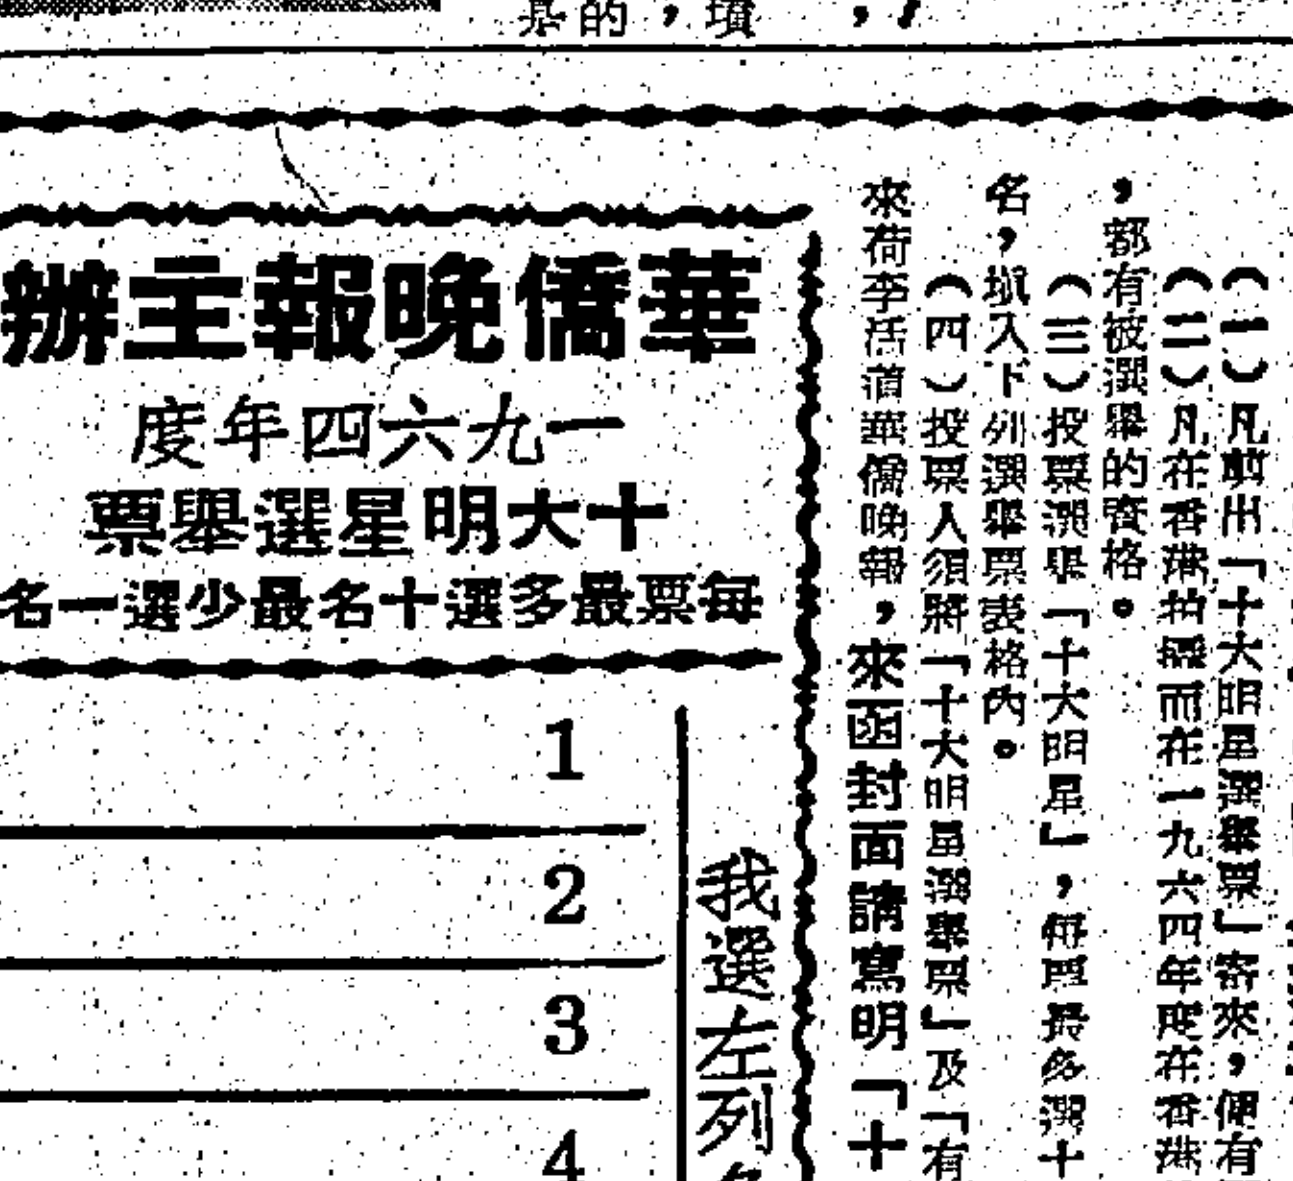 是的，墳
（一）凡剪出「十大明星選舉票」寄來，便有
（二）凡在香港拍攝而在一九六四年度在香港
，都有被選舉的資格。
（三）投票選舉「十大明星」，每票最多選十
名，塡入下列選舉票表格內。
（四）投票人須將「十大明星選舉票」及「有
來荷李活道華僑晚報，來函封面請寫明「十
華僑晚報主辦
一九六四年度
十大明星選舉票
每票最多選十名最少選一名
我選左列
1
2
3
4